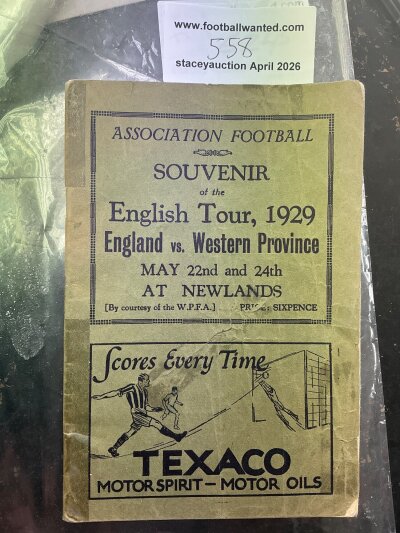 www.footballwanted.com
558
staceyauction April 2026
ASSOCIATION FOOTBALL
SOUVENIR
of the
English Tour, 1929
England vs. Western Province
MAY 22nd and 24th
AT NEWLANDS
[By courtesy of the W.P.F.A.] PRICE: SIXPENCE
Scores Every Time
TEXACO
MOTOR SPIRIT - MOTOR OILS